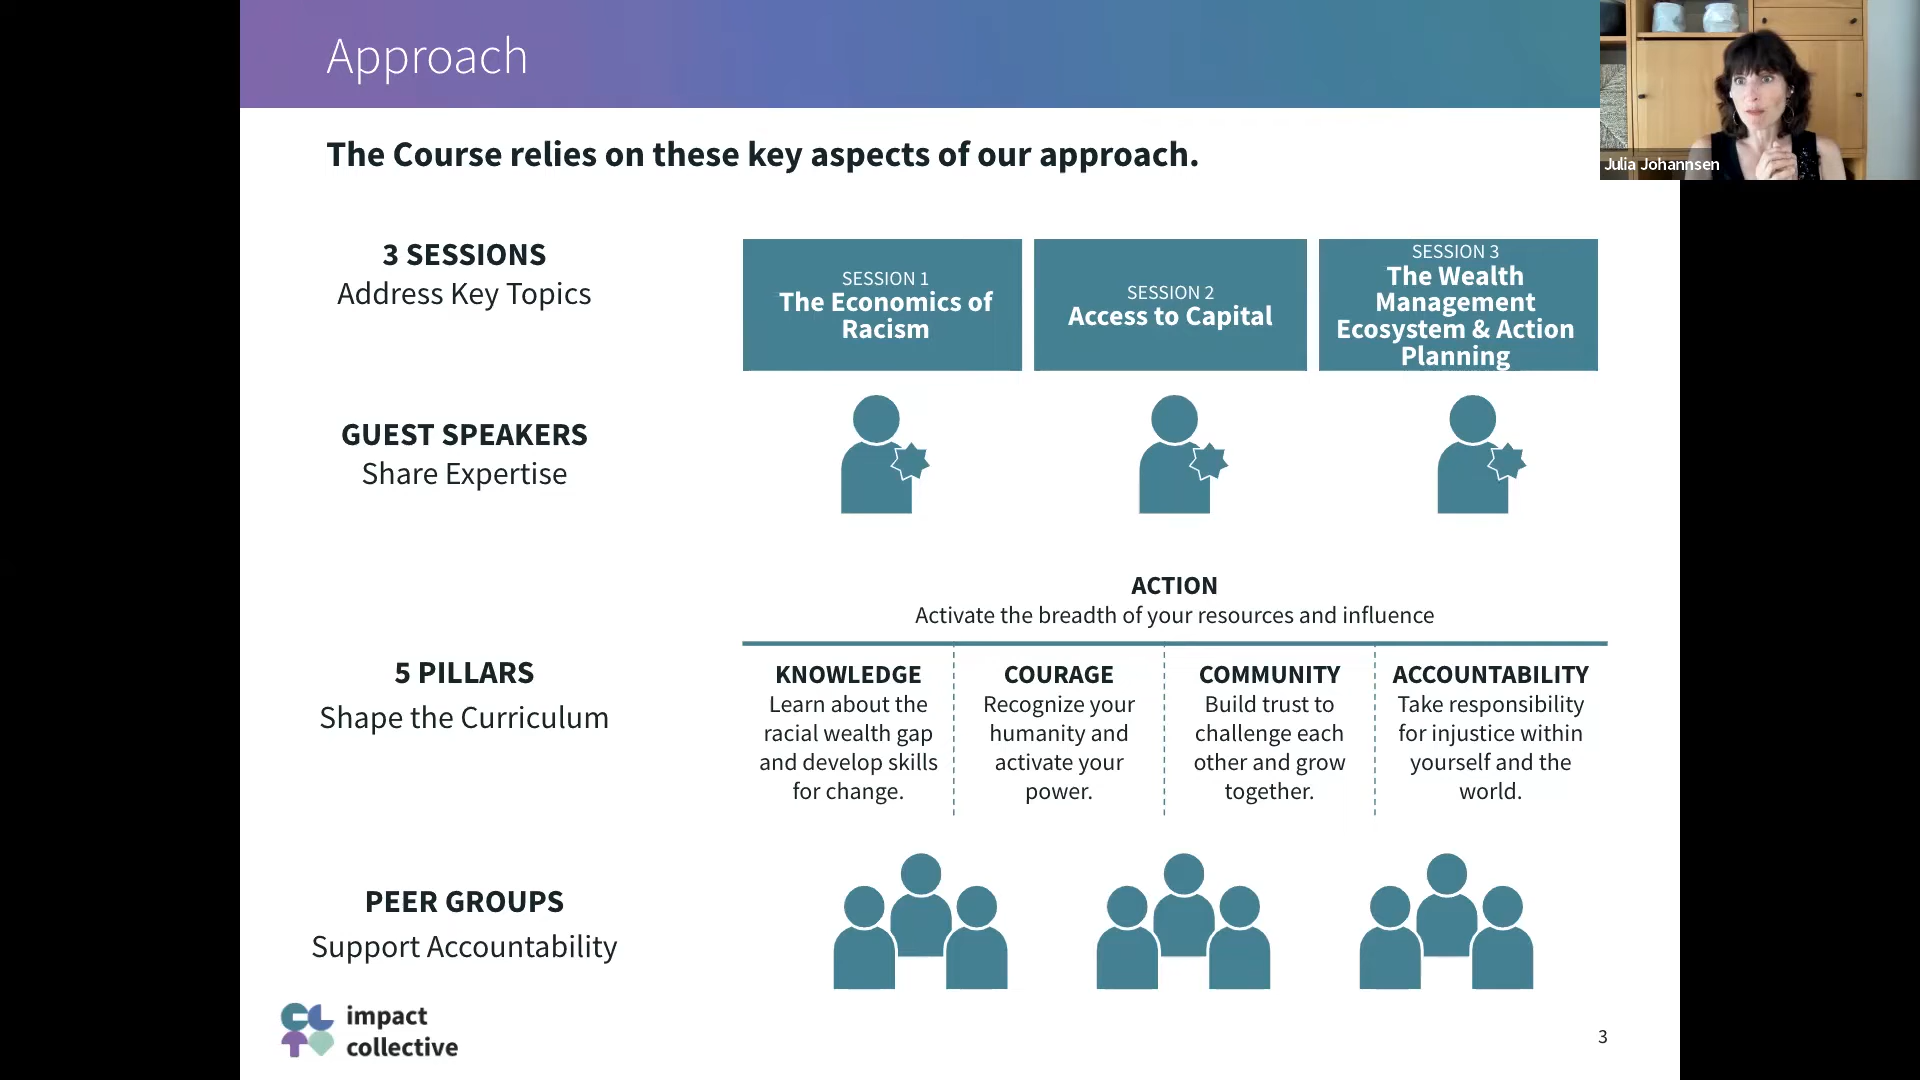 Approach
Julia Johannsen
The Course relies on these key aspects of our approach.
3 SESSIONS
Address Key Topics
SESSION 1
The Economics of
Racism
SESSION 2
Access to Capital
SESSION 3
The Wealth
Management
Ecosystem & Action
Planning
GUEST SPEAKERS
Share Expertise
ACTION
Activate the breadth of your resources and influence
5 PILLARS
Shape the Curriculum
KNOWLEDGE
Learn about the
racial wealth gap
and develop skills
for change.
COURAGE
Recognize your
humanity and
activate your
power.
COMMUNITY
Build trust to
challenge each
other and grow
together.
ACCOUNTABILITY
Take responsibility
for injustice within
yourself and the
world.
PEER GROUPS
Support Accountability
impact
collective
3